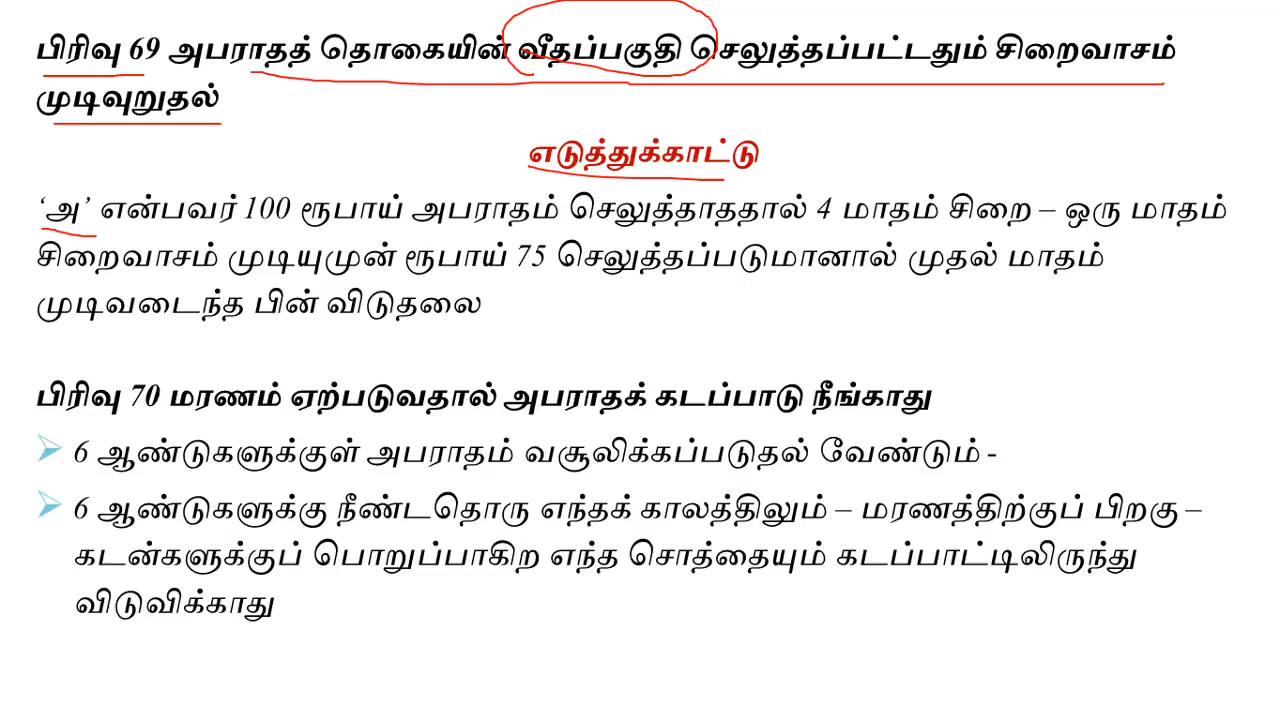 பிரிவு 69 அபராதத் தொகையின் வீதப்பகுதி செலுத்தப்பட்டதும் சிறைவாசம்
முடிவுறுதல்
எடுத்துக்காட்டு
‘அ’ என்பவர் 100 ரூபாய் அபராதம் செலுத்தாததால் 4 மாதம் சிறை – ஒரு மாதம்
சிறைவாசம் முடியுமுன் ரூபாய் 75 செலுத்தப்படுமானால் முதல் மாதம்
முடிவடைந்த பின் விடுதலை
பிரிவு 70 மரணம் ஏற்படுவதால் அபராதக் கடப்பாடு நீங்காது
6 ஆண்டுகளுக்குள் அபராதம் வசூலிக்கப்படுதல் வேண்டும் -
6 ஆண்டுகளுக்கு நீண்டதொரு எந்தக் காலத்திலும் – மரணத்திற்குப் பிறகு –
கடன்களுக்குப் பொறுப்பாகிற எந்த சொத்தையும் கடப்பாட்டிலிருந்து
விடுவிக்காது